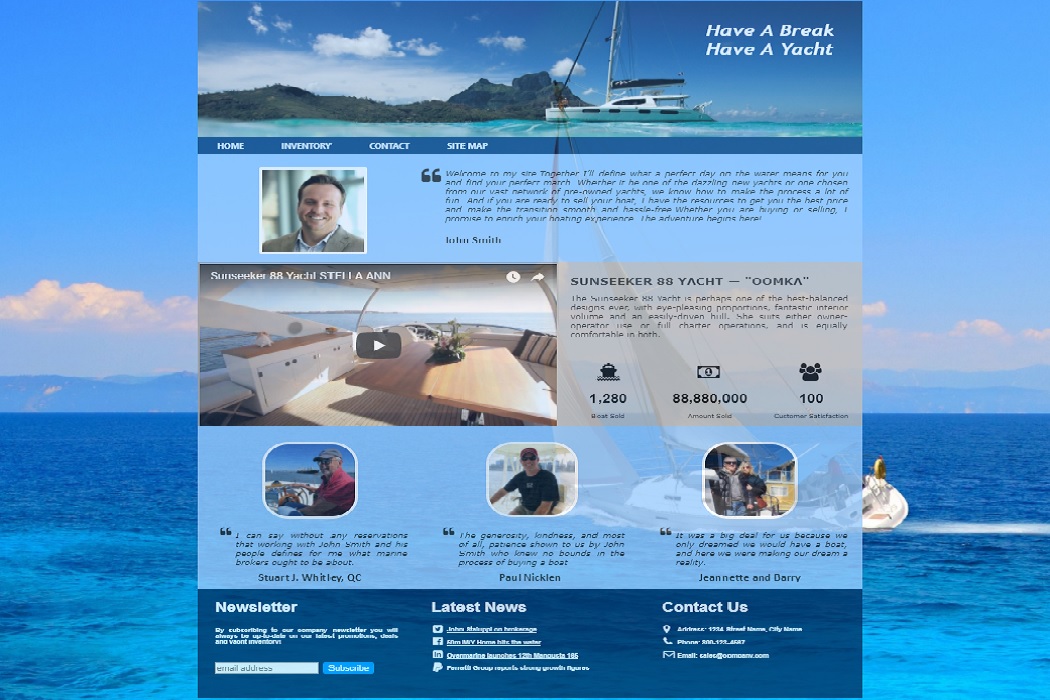 Have A Break
Have A Yacht
HOME INVENTORY CONTACT SITE MAP
Welcome to my site Together I'll define what a perfect day on the water means for you
and find your perfect match. Whether it be one of the dazzling new yachts or one chosen
from our vast network of pre-owned yachts, we know how to make the process a lot of
fun. And if you are ready to sell your boat, I have the resources to get you the best price
and make the transition smooth and hassle-free.Whether you are buying or selling, I
promise to enrich your boating experience. The adventure begins here!
John Smith
Sunseeker 88 Yacht STELLA ANN
SUNSEEKER 88 YACHT — "OOMKA"
The Sunseeker 88 Yacht is perhaps one of the best-balanced
designs ever, with eye-pleasing proportions, fantastic interior
volume and an easily-driven hull. She suits either owner-
operator use or full charter operations, and is equally
comfortable in both.
1,280
Boat Sold
88,880,000
Amount Sold
100
Customer Satisfaction
I can say without any reservations
that working with John Smith and his
people defines for me what marine
brokers ought to be about.
Stuart J. Whitley, QC
The generosity, kindness, and most
of all, patience shown to us by John
Smith who knew no bounds in the
process of buying a boat
Paul Nicklen
It was a big deal for us because we
only dreamed we would have a boat,
and here we were making our dream a
reality.
Jeannette and Barry
Newsletter
By subscribing to our company newsletter you will
always be up-to-date on our latest promotions, deals
and yacht inventory!
email address
Subscribe
Latest News
John Staluppi on brokerage
50m M/Y Home hits the water
Overmarine launches 12th Mangusta 165
Ferretti Group reports strong growth figures
Contact Us
Address: 1234 Street Name, City Name
Phone: 800-123-4567
Email: sales@company.com